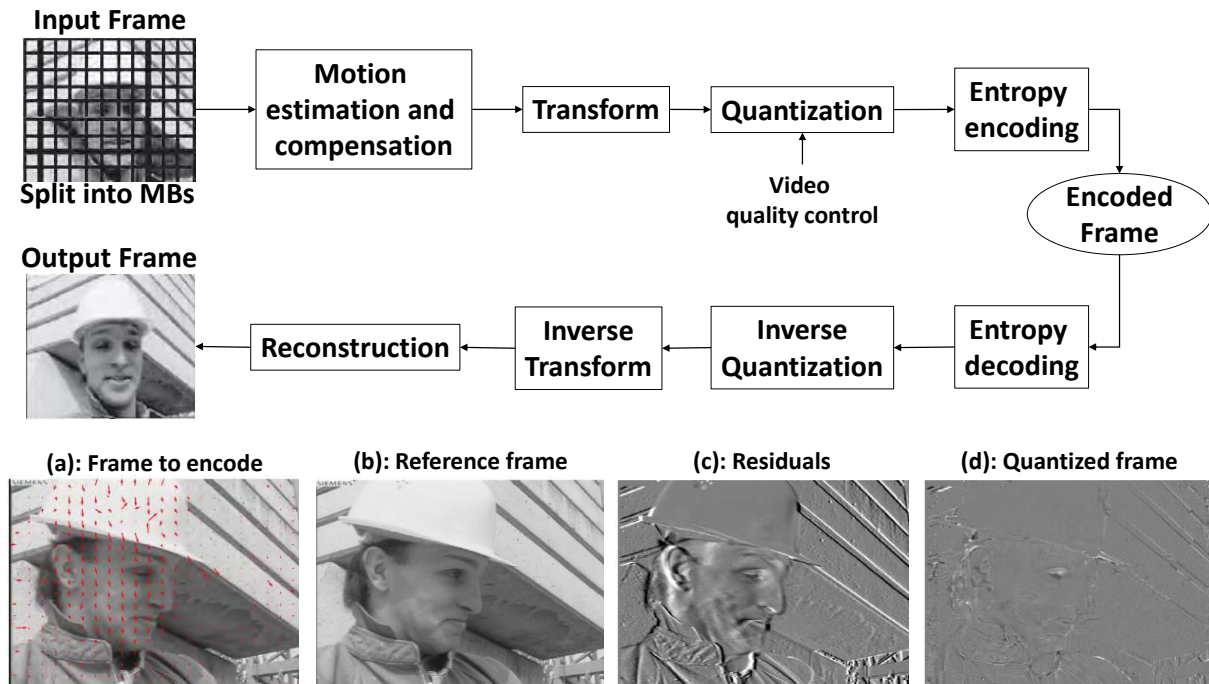 Input Frame
Split into MBs
Motion
estimation and
compensation
Transform
Quantization
Video
quality control
Entropy
encoding
Encoded
Frame
Output Frame
Reconstruction
Inverse
Transform
Inverse
Quantization
Entropy
decoding
(a): Frame to encode
(b): Reference frame
(c): Residuals
(d): Quantized frame
SIEMENS
SIEMENS